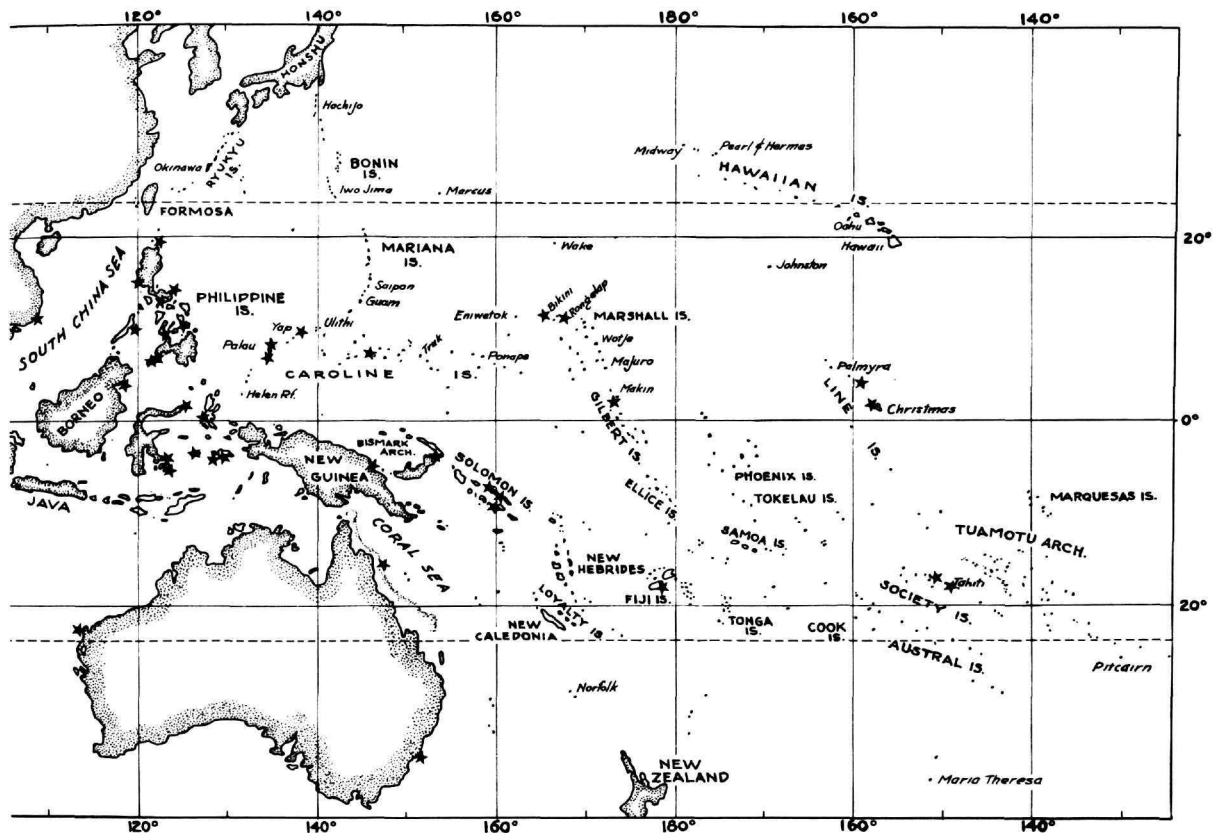 120° 140° 160° 180° 160° 140°
HONSHU
Hachijo
Okinawa
RYUKYU
IS.
BONIN
IS.
Iwo Jima
Marcus
Midway
Pearl & Hermes
HAWAIIAN
IS.
FORMOSA
Oahu
Hawaii
20°
MARIANA
IS.
Wake
Johnston
SOUTH CHINA SEA
Saipan
Guam
PHILIPPINE
IS.
Yap
Ulithi
Eniwetok
Bikini
Rongelap
MARSHALL IS.
Wotje
Palau
Truk
Ponape
Majuro
CAROLINE IS.
Palmyra
Helen Rf.
Makin
LINE
IS.
Christmas
BORNEO
GILBERT IS.
0°
BISMARK
ARCH.
NEW
GUINEA
SOLOMON IS.
PHOENIX IS.
TOKELAU IS.
ELLICE IS.
MARQUESAS IS.
JAVA
CORAL SEA
SAMOA IS.
TUAMOTU ARCH.
NEW
HEBRIDES
Tahiti
FIJI IS.
SOCIETY IS.
LOYALTY IS.
20°
NEW
CALEDONIA
TONGA
IS.
COOK
IS.
AUSTRAL IS.
Pitcairn
Norfolk
NEW
ZEALAND
Maria Theresa
120° 140° 160° 180° 160° 140°